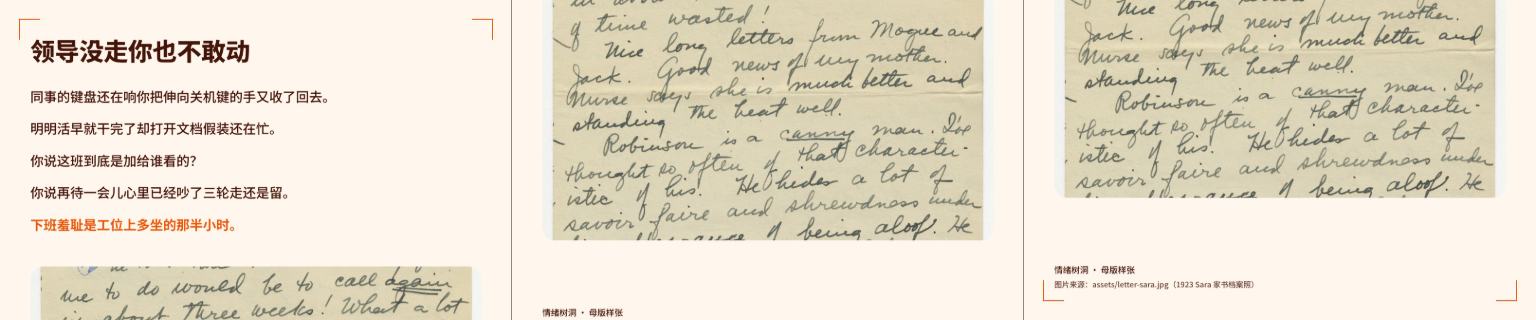 领导没走你也不敢动
同事的键盘还在响你把伸向关机键的手又收了回去。
明明活早就干完了却打开文档假装还在忙。
你说这班到底是加给谁看的?
你说再待一会儿心里已经吵了三轮走还是留。
下班羞耻是工位上多坐的那半小时。
me to do would be to call again
in about three weeks! What a lot
of time wasted!
Nice long letters from Mogue and
Jack. Good news of my mother.
Nurse says she is much better and
standing the heat well.
Robinson is a canny man. I've
thought so often of that character-
istic of his. He hides a lot of
savoir faire and shrewdness under
of being aloof. He
情绪树洞 · 母版样张
Nice long
Jack. Good news of my mother.
Nurse says she is much better and
standing the heat well.
Robinson is a canny man. I've
thought so often of that character-
istic of his. He hides a lot of
savoir faire and shrewdness under
of being aloof. He
情绪树洞 · 母版样张
图片来源: assets/letter-sara.jpg (1923 Sara 家书档案照)